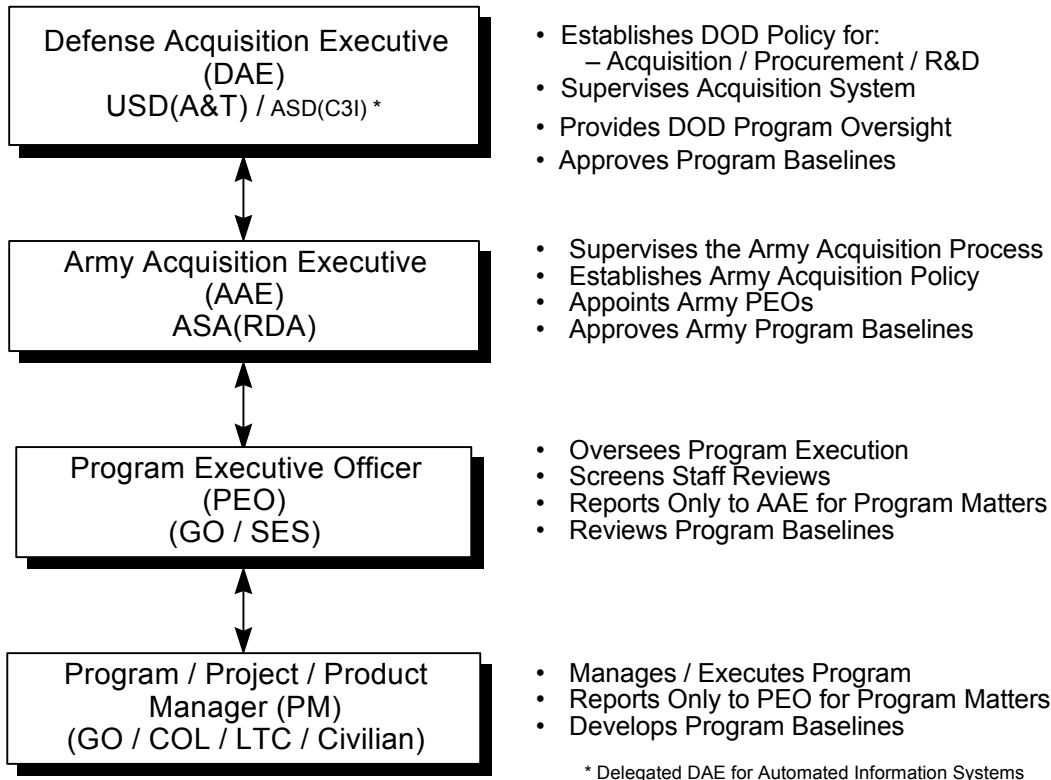 Defense Acquisition Executive
(DAE)
USD(A&T) / ASD(C3I) *
• Establishes DOD Policy for:
– Acquisition / Procurement / R&D
• Supervises Acquisition System
• Provides DOD Program Oversight
• Approves Program Baselines
Army Acquisition Executive
(AAE)
ASA(RDA)
• Supervises the Army Acquisition Process
• Establishes Army Acquisition Policy
• Appoints Army PEOs
• Approves Army Program Baselines
Program Executive Officer
(PEO)
(GO / SES)
• Oversees Program Execution
• Screens Staff Reviews
• Reports Only to AAE for Program Matters
• Reviews Program Baselines
Program / Project / Product
Manager (PM)
(GO / COL / LTC / Civilian)
• Manages / Executes Program
• Reports Only to PEO for Program Matters
• Develops Program Baselines
* Delegated DAE for Automated Information Systems